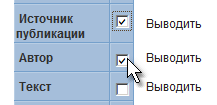 Источник публикации Выводить
Автор Выводить
Текст Выводить